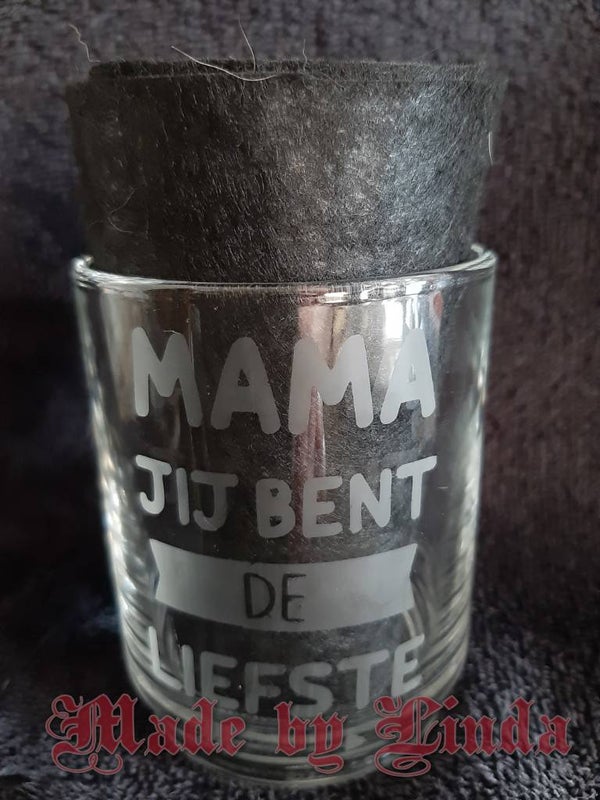 MAMA
JIJ BENT
DE
LIEFSTE
Made by Linda